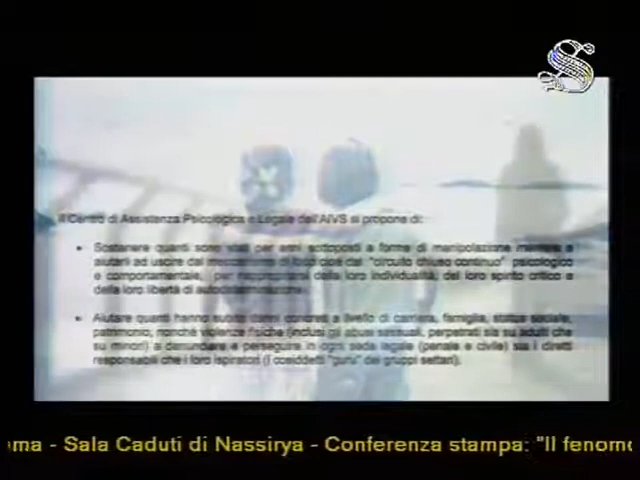 Il Centro di Assistenza Psicologica e Legale dell'AIVS si propone di:
Sostenere quanti sono stati per anni sottoposti a forme di manipolazione mentale e
aiutarli ad uscire dal "circuito chiuso continuo" psicologico
e comportamentale, per riappropriarsi della loro individualità, del loro spirito critico e
della loro libertà di autodeterminazione.
Aiutare quanti hanno subito danni concreti a livello di carriera, famiglia, status sociale,
patrimonio, nonché violenze fisiche (inclusi gli abusi sessuali, perpetrati sia su adulti che
su minori) a denunciare e perseguire in ogni sede legale (penale e civile) sia i diretti
responsabili che i loro ispiratori (i cosiddetti "guru" dei gruppi settari).
ama - Sala Caduti di Nassirya - Conferenza stampa: "Il fenome